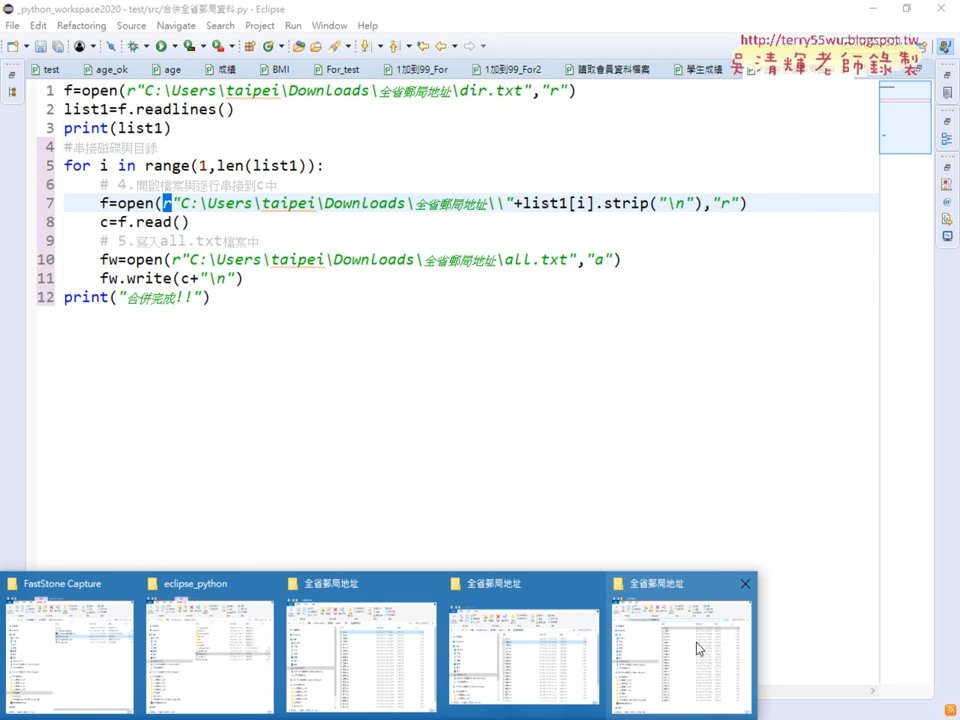 _python_workspace2020 - test/src/合併全省郵局資料.py - Eclipse
File Edit Refactoring Source Navigate Search Project Run Window Help
http://terry55wu.blogspot.tw
吳清輝老師錄製
test age_ok age 成績 BMI For_test 1加到99_For 1加到99_For2 讀取會員資料檔案 學生成績
1 f=open(r"C:\Users\taipei\Downloads\全省郵局地址\dir.txt","r")
2 list1=f.readlines()
3 print(list1)
4 #串接磁碟與目錄
5 for i in range(1,len(list1)):
6 # 4.開啟檔案與逐行串接到c中
7 f=open(r"C:\Users\taipei\Downloads\全省郵局地址\\"+list1[i].strip("\n"),"r")
8 c=f.read()
9 # 5.寫入all.txt檔案中
10 fw=open(r"C:\Users\taipei\Downloads\全省郵局地址\all.txt","a")
11 fw.write(c+"\n")
12 print("合併完成!!")
FastStone Capture eclipse_python 全省郵局地址 全省郵局地址 全省郵局地址